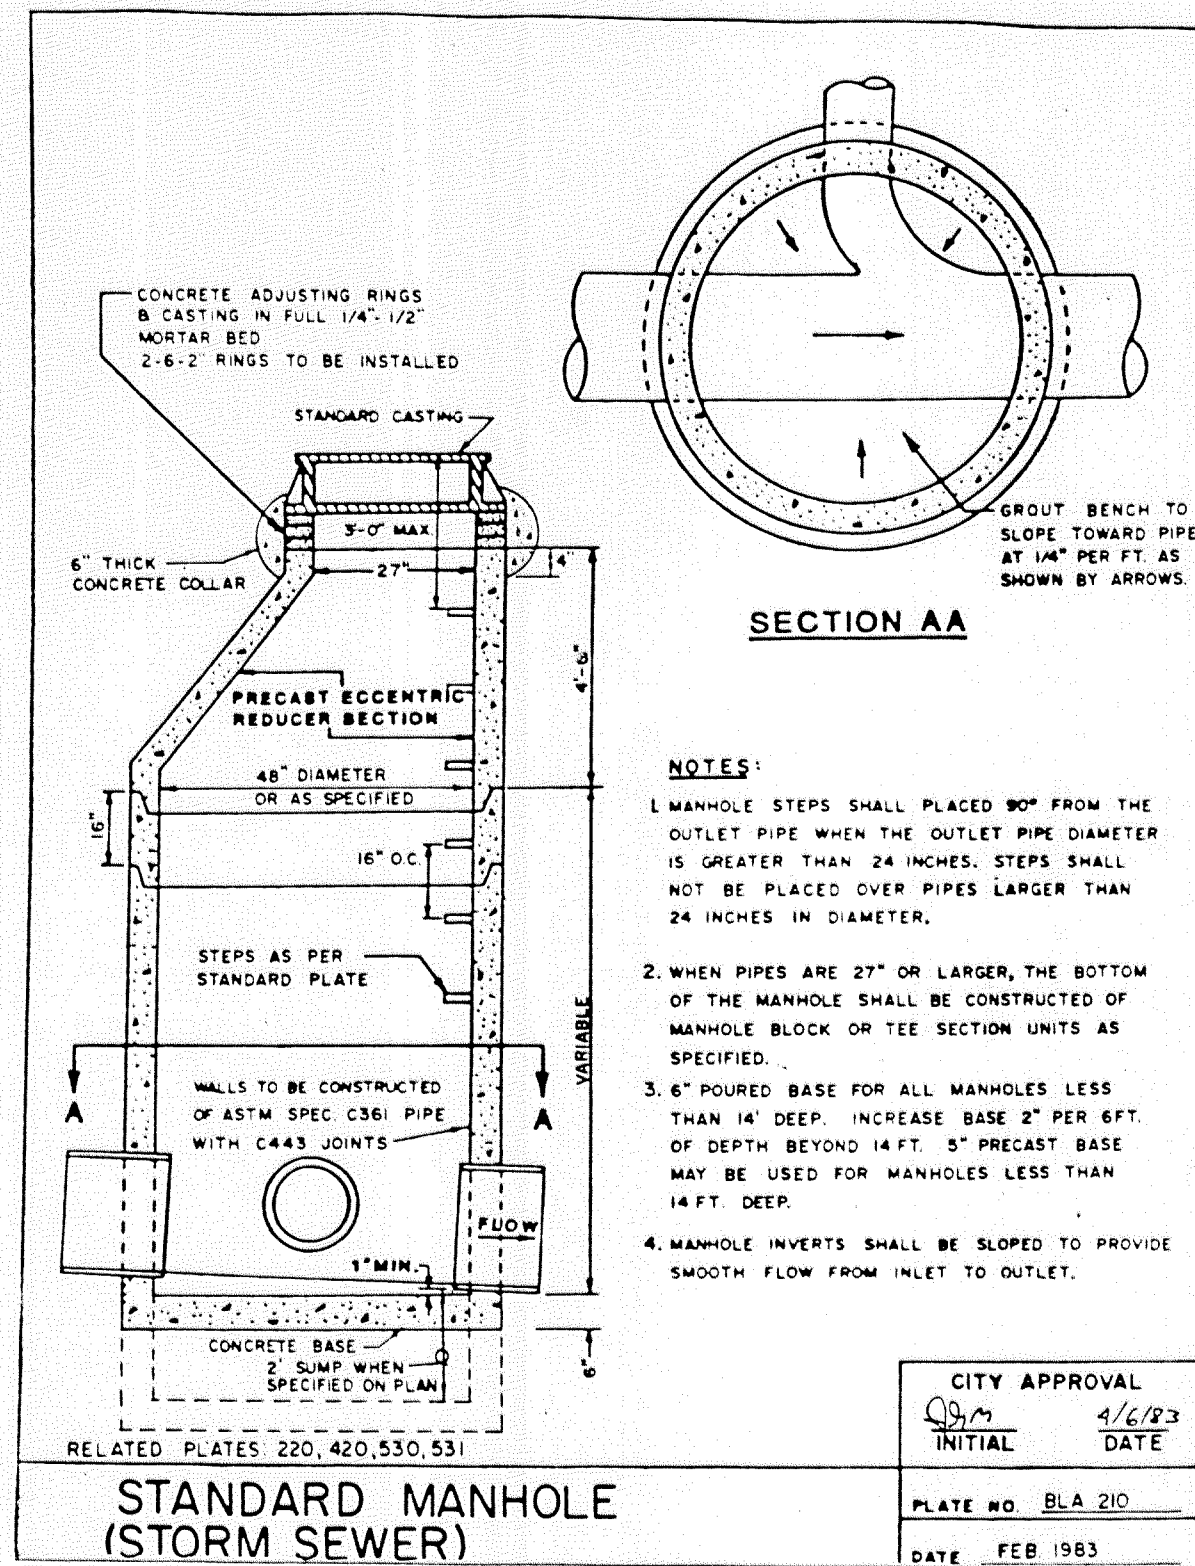 CONCRETE ADJUSTING RINGS
& CASTING IN FULL 1/4"-1/2"
MORTAR BED
2-6-2" RINGS TO BE INSTALLED
STANDARD CASTING
3'-0" MAX.
27"
4"
6" THICK
CONCRETE COLLAR
4'-6"
PRECAST ECCENTRIC
REDUCER SECTION
48" DIAMETER
OR AS SPECIFIED
16"
16" O.C.
STEPS AS PER
STANDARD PLATE
VARIABLE
A
A
WALLS TO BE CONSTRUCTED
OF ASTM SPEC. C361 PIPE
WITH C443 JOINTS
FLOW
1" MIN.
CONCRETE BASE
2' SUMP WHEN
SPECIFIED ON PLAN
6"
RELATED PLATES: 220, 420, 530, 531
GROUT BENCH TO
SLOPE TOWARD PIPE
AT 1/4" PER FT. AS
SHOWN BY ARROWS.
SECTION AA
NOTES:
1. MANHOLE STEPS SHALL PLACED 90° FROM THE
OUTLET PIPE WHEN THE OUTLET PIPE DIAMETER
IS GREATER THAN 24 INCHES. STEPS SHALL
NOT BE PLACED OVER PIPES LARGER THAN
24 INCHES IN DIAMETER.
2. WHEN PIPES ARE 27" OR LARGER, THE BOTTOM
OF THE MANHOLE SHALL BE CONSTRUCTED OF
MANHOLE BLOCK OR TEE SECTION UNITS AS
SPECIFIED.
3. 6" POURED BASE FOR ALL MANHOLES LESS
THAN 14' DEEP. INCREASE BASE 2" PER 6FT.
OF DEPTH BEYOND 14 FT. 5" PRECAST BASE
MAY BE USED FOR MANHOLES LESS THAN
14 FT. DEEP.
4. MANHOLE INVERTS SHALL BE SLOPED TO PROVIDE
SMOOTH FLOW FROM INLET TO OUTLET.
CITY APPROVAL
4/6/83
INITIAL DATE
STANDARD MANHOLE
(STORM SEWER)
PLATE NO. BLA 210
DATE FEB 1983